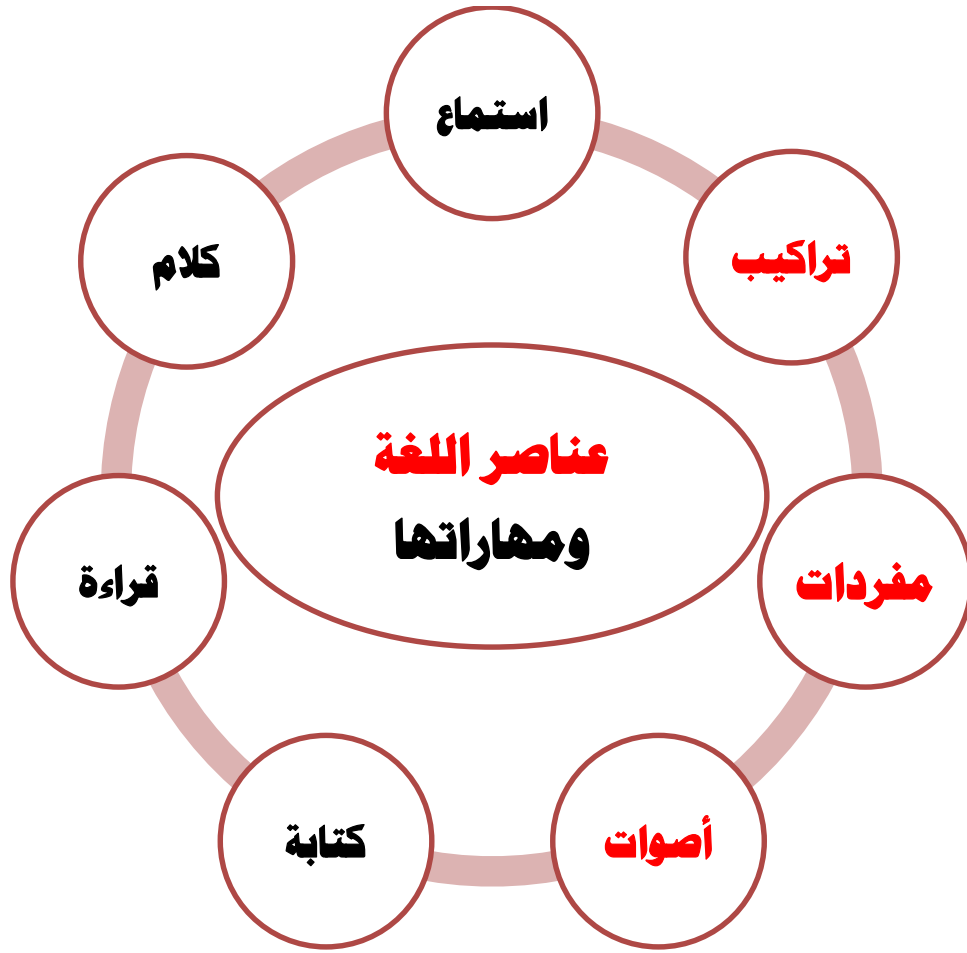 استماع
تراكيب
كلام
عناصر اللغة
ومهاراتها
مفردات
قراءة
أصوات
كتابة